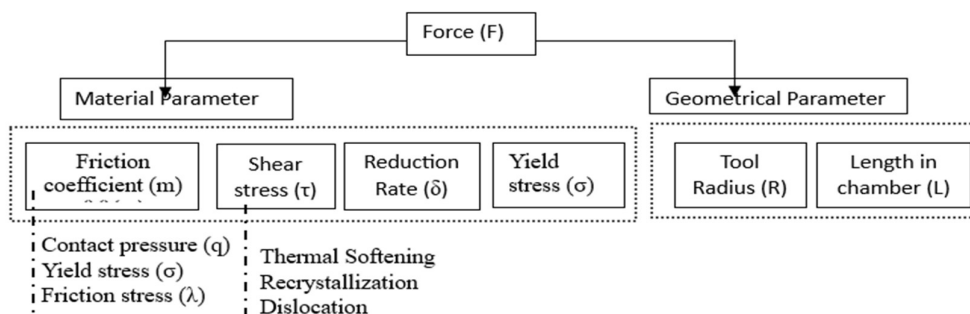 Force (F)
Material Parameter
Geometrical Parameter
Friction
coefficient (m)
Shear
stress (τ)
Reduction
Rate (δ)
Yield
stress (σ)
Tool
Radius (R)
Length in
chamber (L)
Contact pressure (q)
Yield stress (σ)
Friction stress (λ)
Thermal Softening
Recrystallization
Dislocation